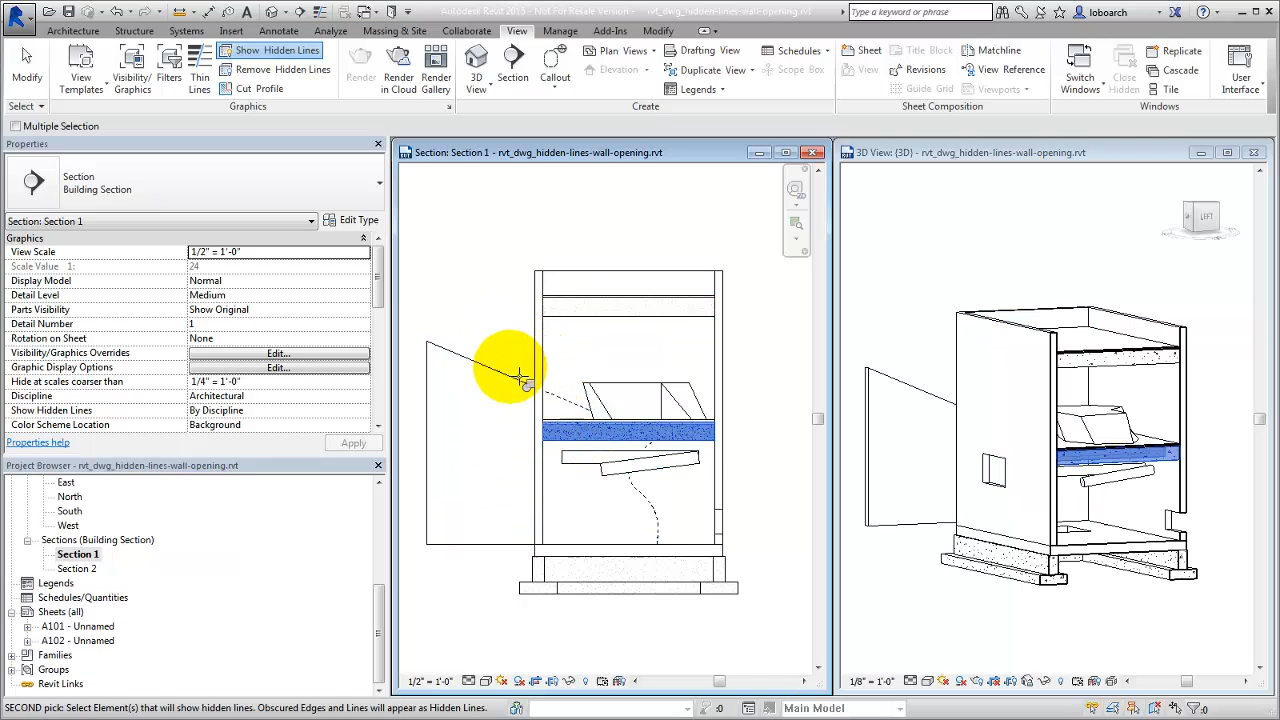 Autodesk Revit 2015 - Not For Resale Version - rvt_dwg_hidden-lines-wall-opening.rvt
Type a keyword or phrase
loboarch
Architecture Structure Systems Insert Annotate Analyze Massing & Site Collaborate View Manage Add-Ins Modify
Modify
View Templates
Visibility/ Graphics
Filters
Thin Lines
Show Hidden Lines
Remove Hidden Lines
Cut Profile
Render
Render in Cloud
Render Gallery
3D View
Section
Callout
Plan Views
Elevation
Drafting View
Duplicate View
Legends
Schedules
Scope Box
Sheet
View
Title Block
Revisions
Guide Grid
Matchline
View Reference
Viewports
Switch Windows
Close Hidden
Replicate
Cascade
Tile
User Interface
Select Graphics Create Sheet Composition Windows
Multiple Selection
Properties
Section
Building Section
Section: Section 1 Edit Type
Graphics
View Scale 1/2" = 1'-0"
Scale Value 1: 24
Display Model Normal
Detail Level Medium
Parts Visibility Show Original
Detail Number 1
Rotation on Sheet None
Visibility/Graphics Overrides Edit...
Graphic Display Options Edit...
Hide at scales coarser than 1/4" = 1'-0"
Discipline Architectural
Show Hidden Lines By Discipline
Color Scheme Location Background
Properties help Apply
Project Browser - rvt_dwg_hidden-lines-wall-opening.rvt
East
North
South
West
Sections (Building Section)
Section 1
Section 2
Legends
Schedules/Quantities
Sheets (all)
A101 - Unnamed
A102 - Unnamed
Families
Groups
Revit Links
Section: Section 1 - rvt_dwg_hidden-lines-wall-opening.rvt
1/2" = 1'-0"
3D View: {3D} - rvt_dwg_hidden-lines-wall-opening.rvt
LEFT
1/8" = 1'-0"
SECOND pick: Select Element(s) that will show hidden lines. Obscured Edges and Lines will appear as Hidden Lines.
:0
Main Model
:0